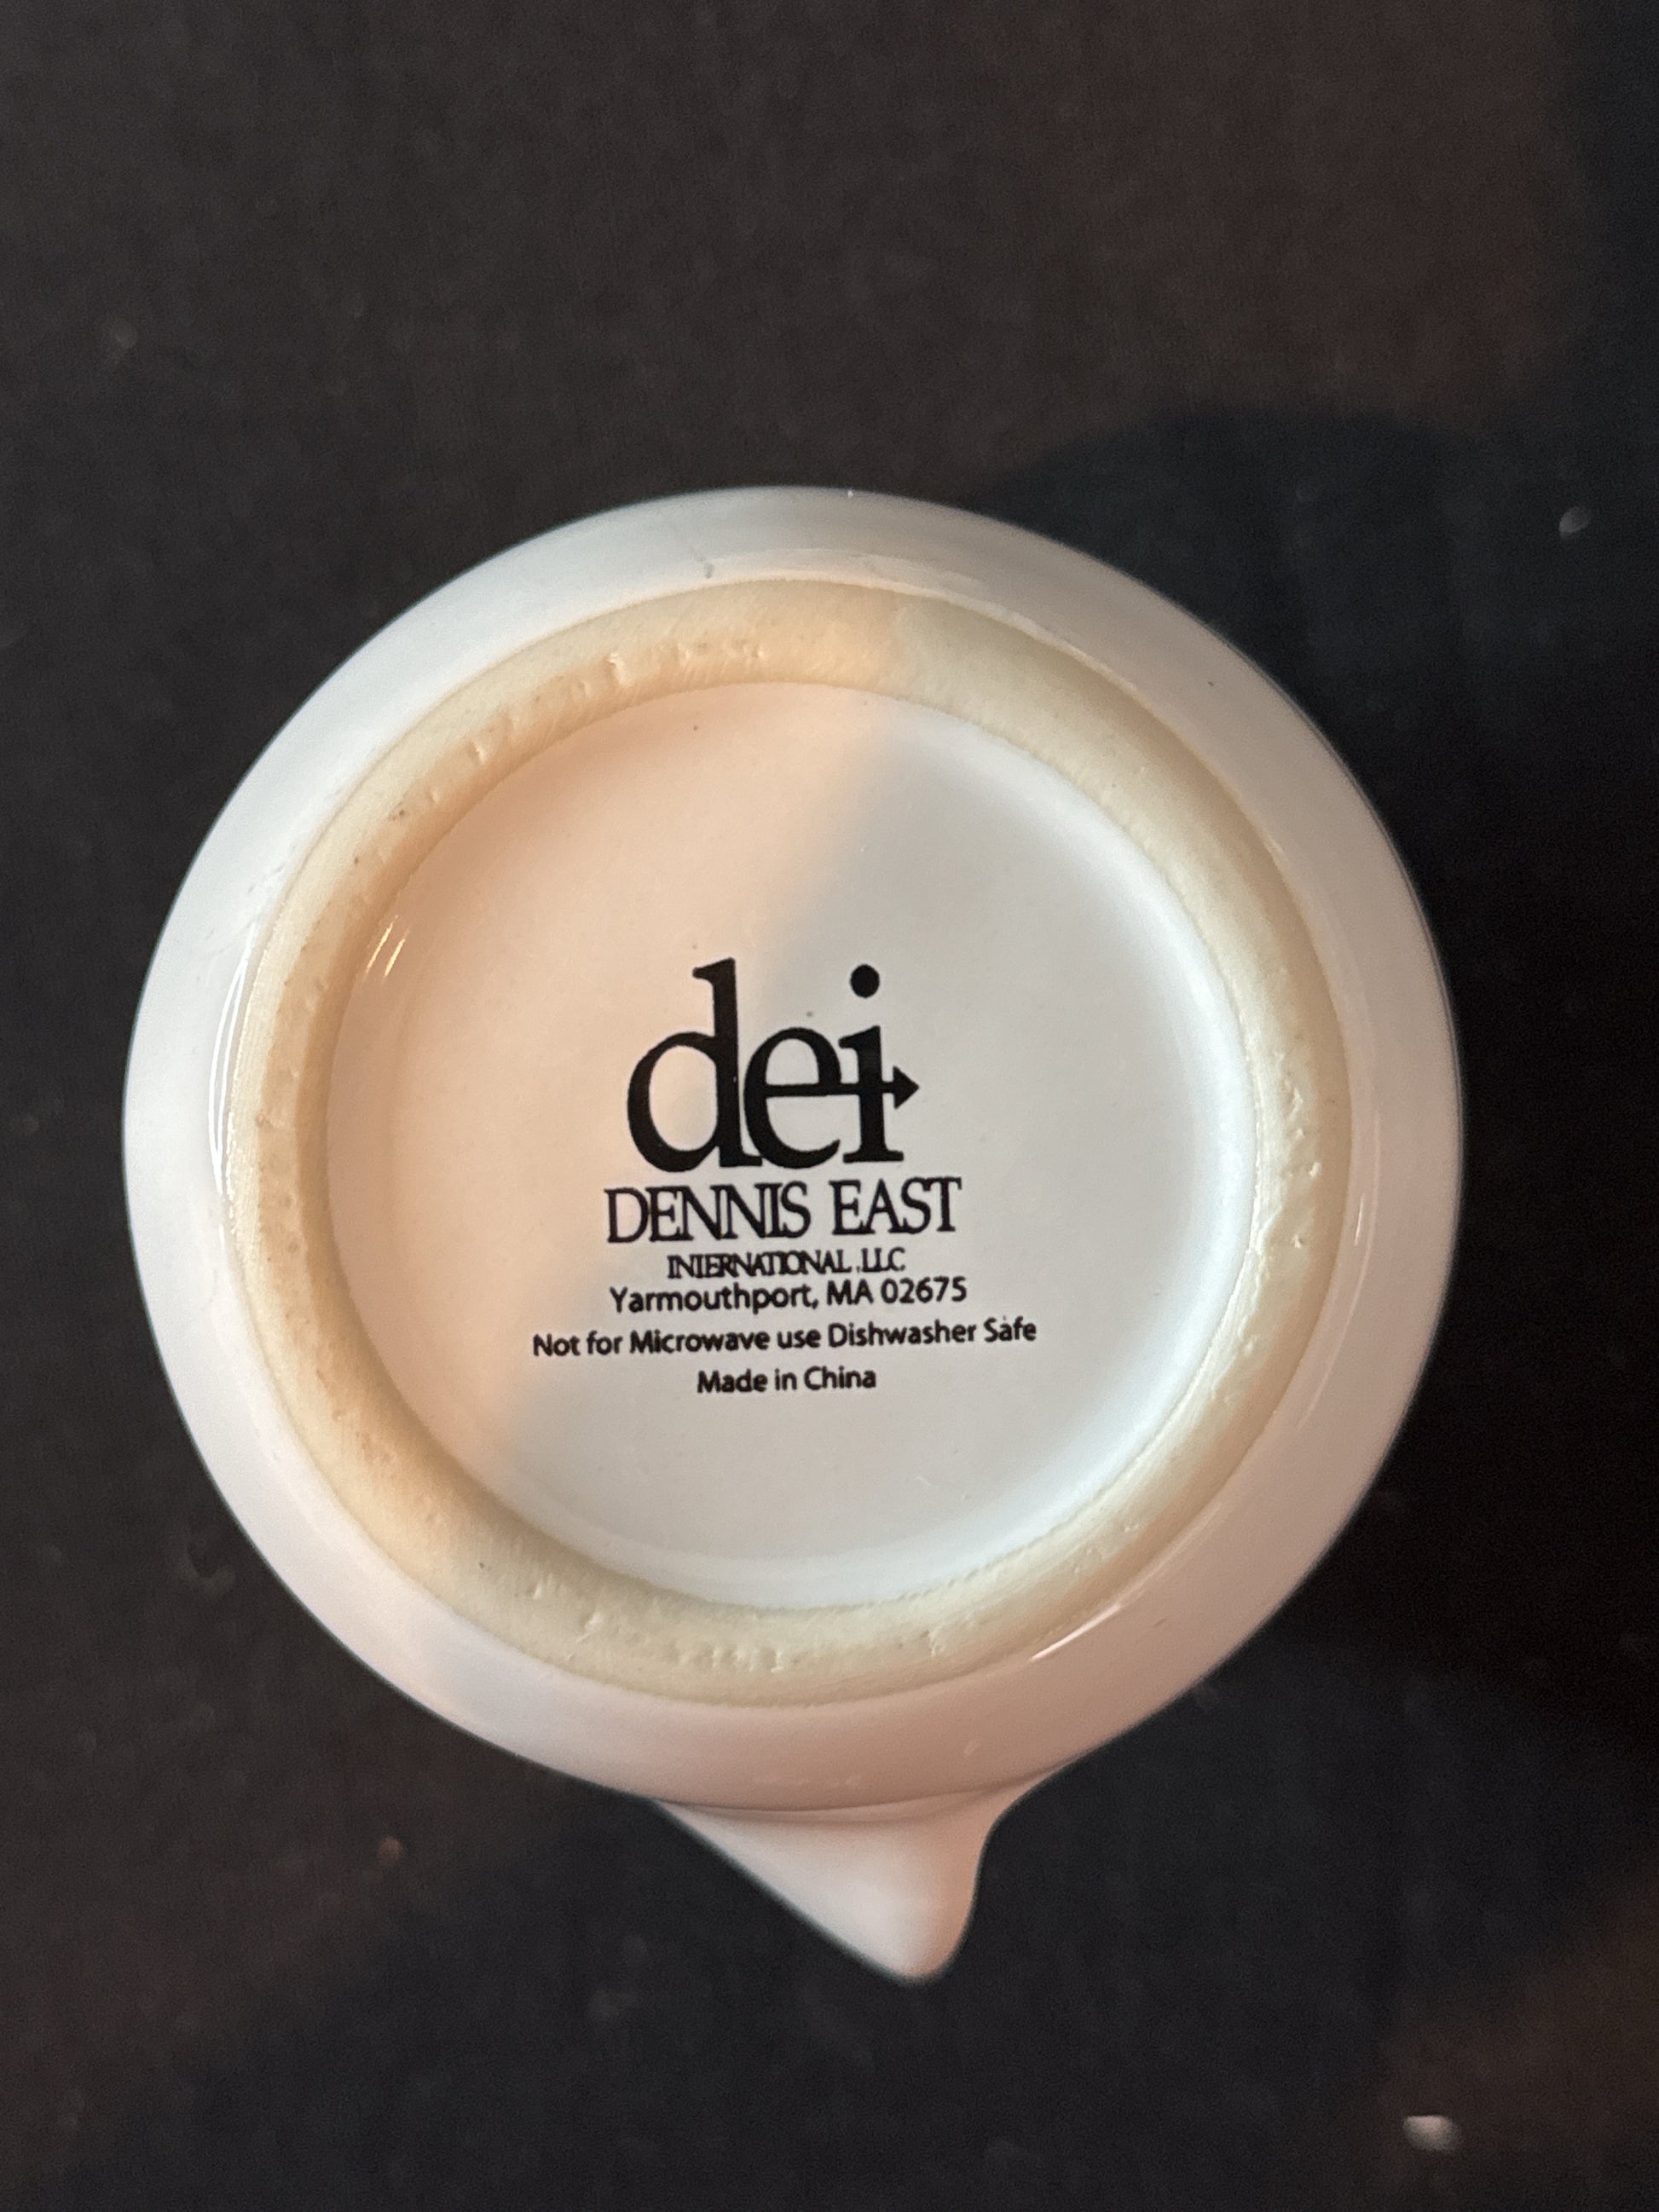 dei
DENNIS EAST
INTERNATIONAL, LLC
Yarmouthport, MA 02675
Not for Microwave use Dishwasher Safe
Made in China